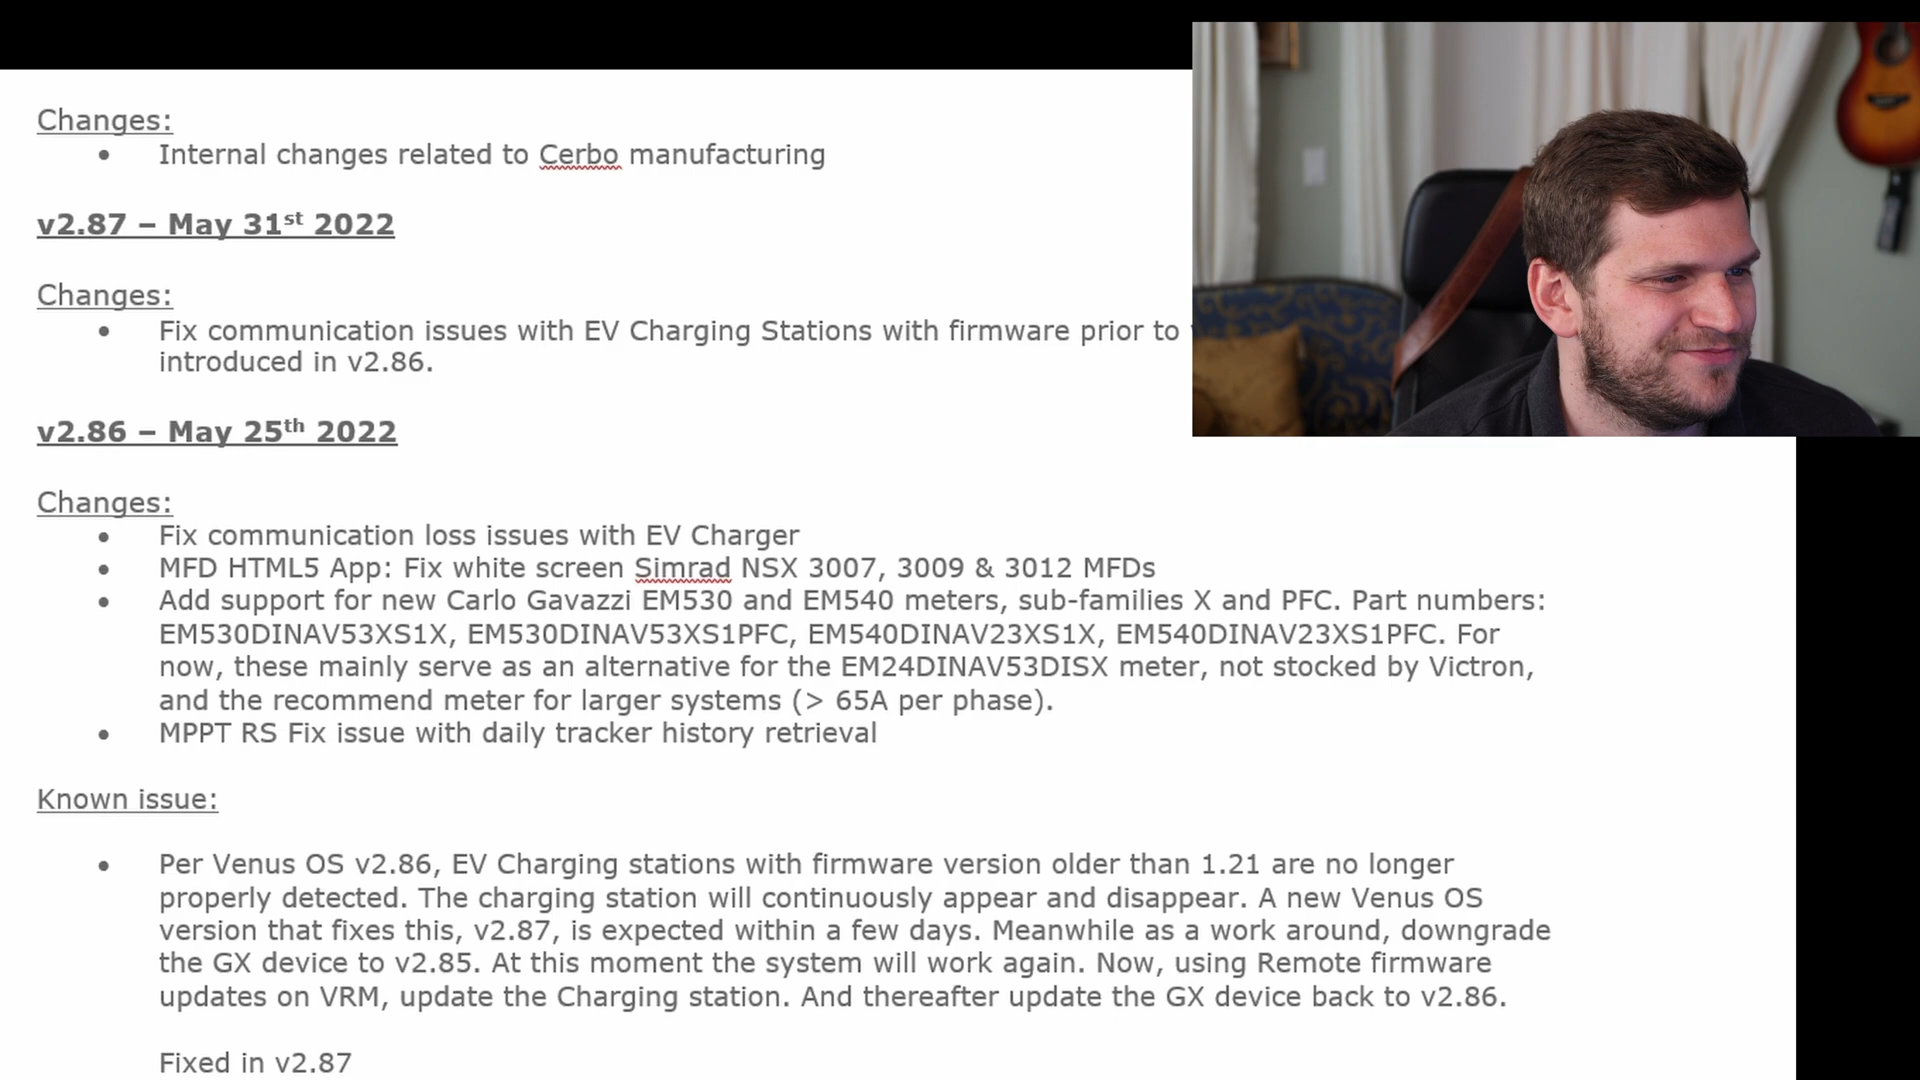 Changes:
• Internal changes related to Cerbo manufacturing
v2.87 – May 31st 2022
Changes:
• Fix communication issues with EV Charging Stations with firmware prior to
introduced in v2.86.
v2.86 – May 25th 2022
Changes:
• Fix communication loss issues with EV Charger
• MFD HTML5 App: Fix white screen Simrad NSX 3007, 3009 & 3012 MFDs
• Add support for new Carlo Gavazzi EM530 and EM540 meters, sub-families X and PFC. Part numbers:
EM530DINAV53XS1X, EM530DINAV53XS1PFC, EM540DINAV23XS1X, EM540DINAV23XS1PFC. For
now, these mainly serve as an alternative for the EM24DINAV53DISX meter, not stocked by Victron,
and the recommend meter for larger systems (> 65A per phase).
• MPPT RS Fix issue with daily tracker history retrieval
Known issue:
• Per Venus OS v2.86, EV Charging stations with firmware version older than 1.21 are no longer
properly detected. The charging station will continuously appear and disappear. A new Venus OS
version that fixes this, v2.87, is expected within a few days. Meanwhile as a work around, downgrade
the GX device to v2.85. At this moment the system will work again. Now, using Remote firmware
updates on VRM, update the Charging station. And thereafter update the GX device back to v2.86.
Fixed in v2.87